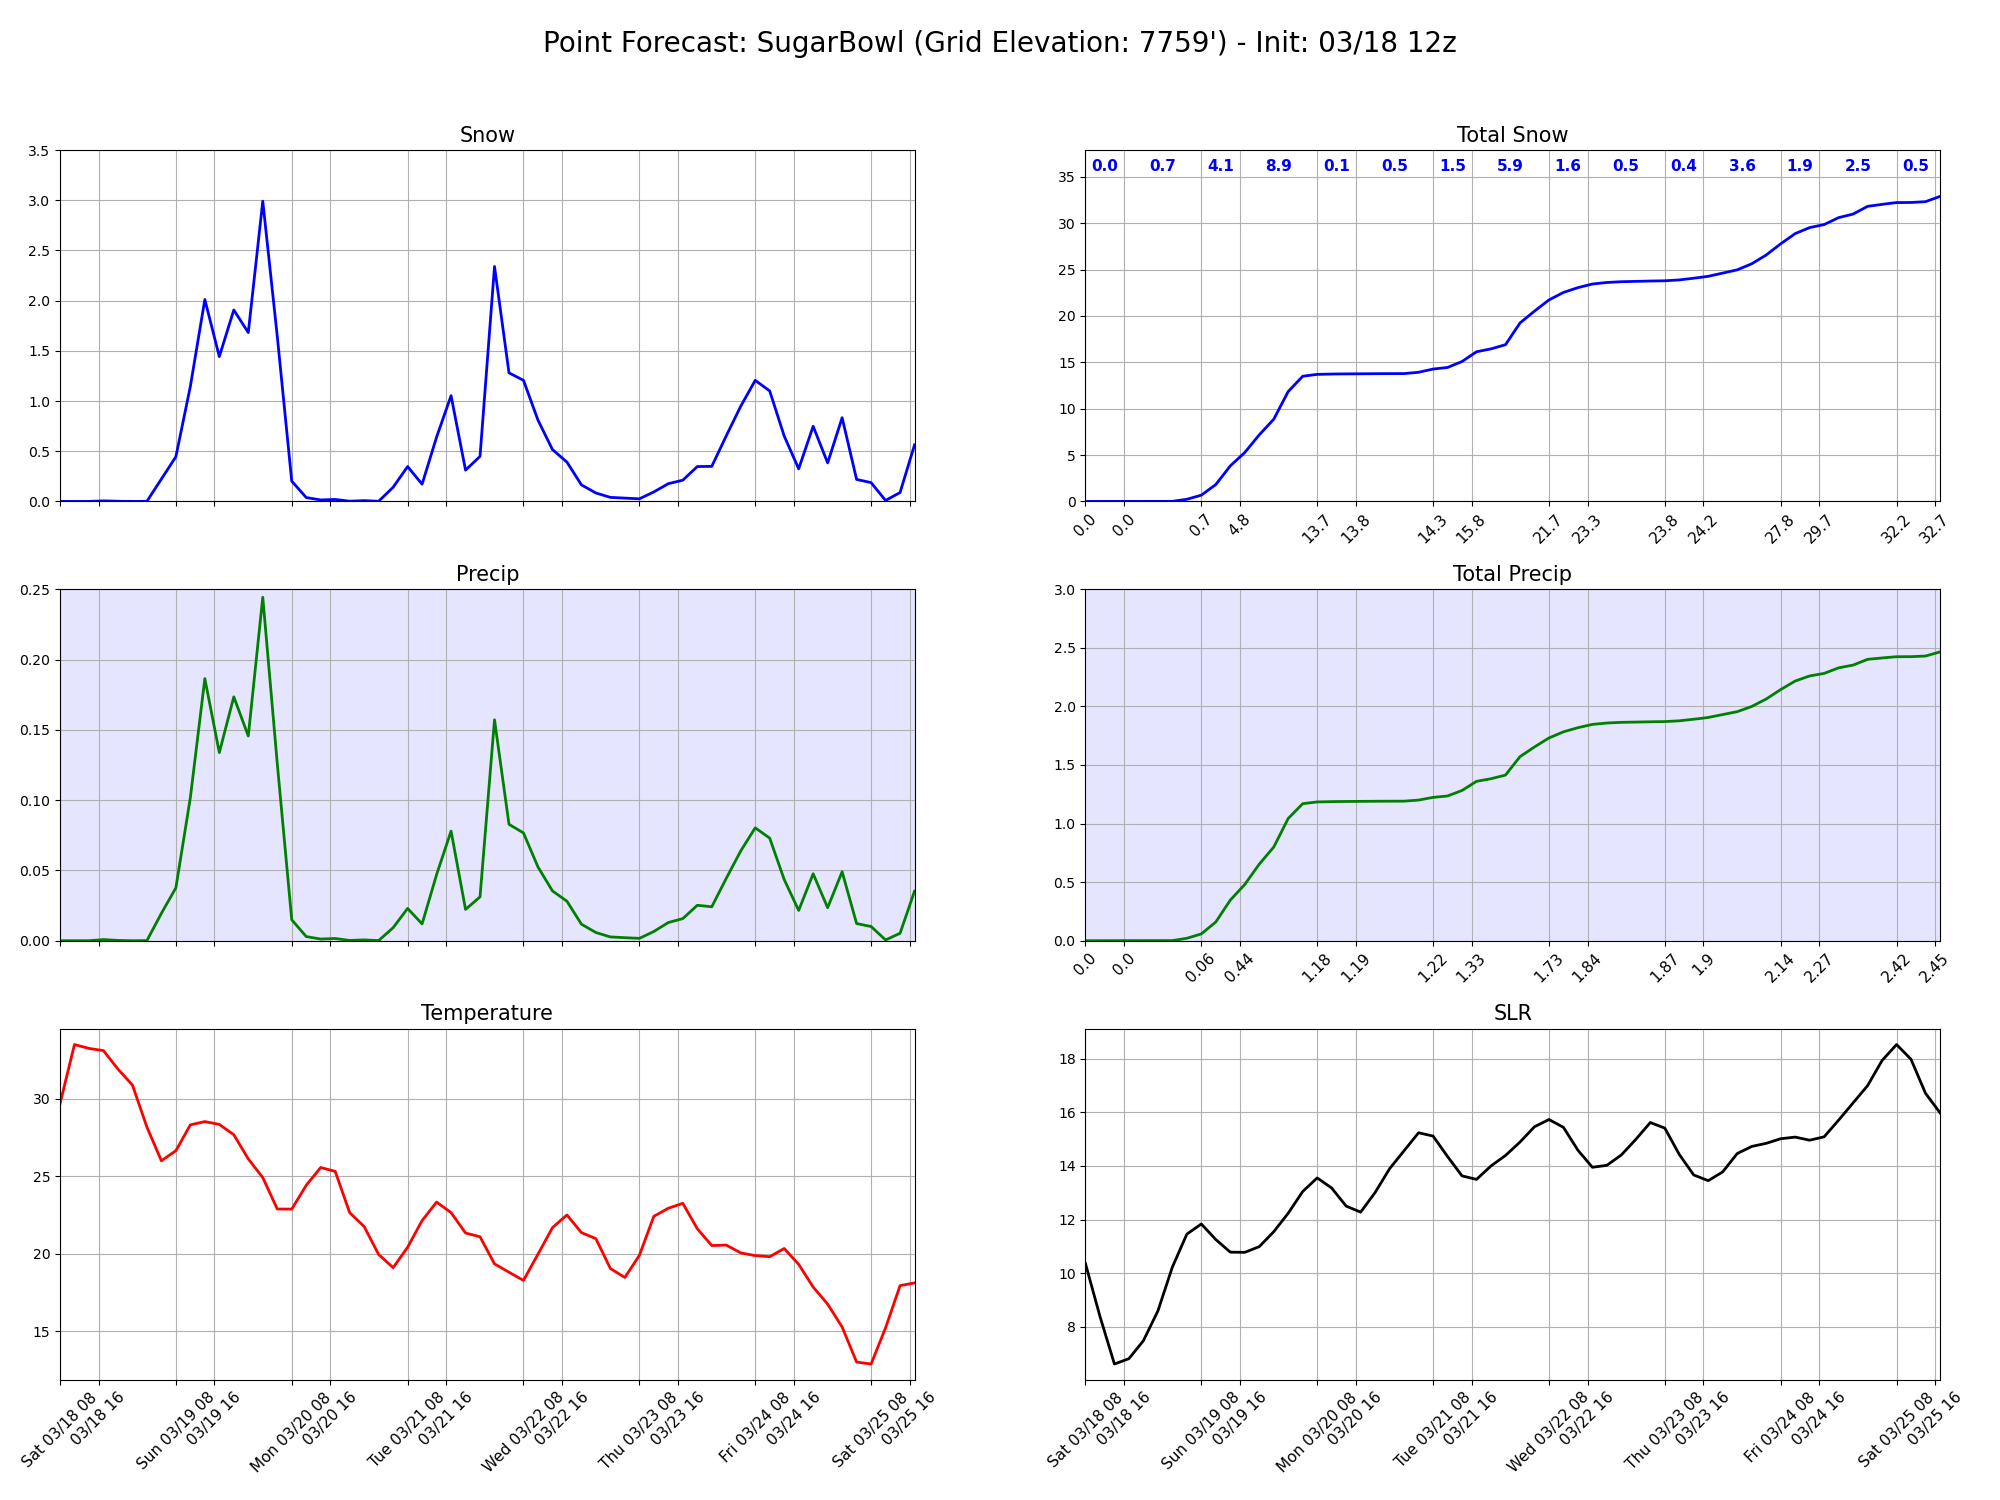 Point Forecast: SugarBowl (Grid Elevation: 7759') - Init: 03/18 12z
Snow
3.5
3.0
2.5
2.0
1.5
1.0
0.5
0.0
Total Snow
0.0 0.7 4.1 8.9 0.1 0.5 1.5 5.9 1.6 0.5 0.4 3.6 1.9 2.5 0.5
35
30
25
20
15
10
5
0
0.0 0.0 0.7 4.8 13.7 13.8 14.3 15.8 21.7 23.3 23.8 24.2 27.8 29.7 32.2 32.7
Precip
0.25
0.20
0.15
0.10
0.05
0.00
Total Precip
3.0
2.5
2.0
1.5
1.0
0.5
0.0
0.0 0.0 0.06 0.44 1.18 1.19 1.22 1.33 1.73 1.84 1.87 1.9 2.14 2.27 2.42 2.45
Temperature
30
25
20
15
Sat 03/18 08
03/18 16
Sun 03/19 08
03/19 16
Mon 03/20 08
03/20 16
Tue 03/21 08
03/21 16
Wed 03/22 08
03/22 16
Thu 03/23 08
03/23 16
Fri 03/24 08
03/24 16
Sat 03/25 08
03/25 16
SLR
18
16
14
12
10
8
Sat 03/18 08
03/18 16
Sun 03/19 08
03/19 16
Mon 03/20 08
03/20 16
Tue 03/21 08
03/21 16
Wed 03/22 08
03/22 16
Thu 03/23 08
03/23 16
Fri 03/24 08
03/24 16
Sat 03/25 08
03/25 16